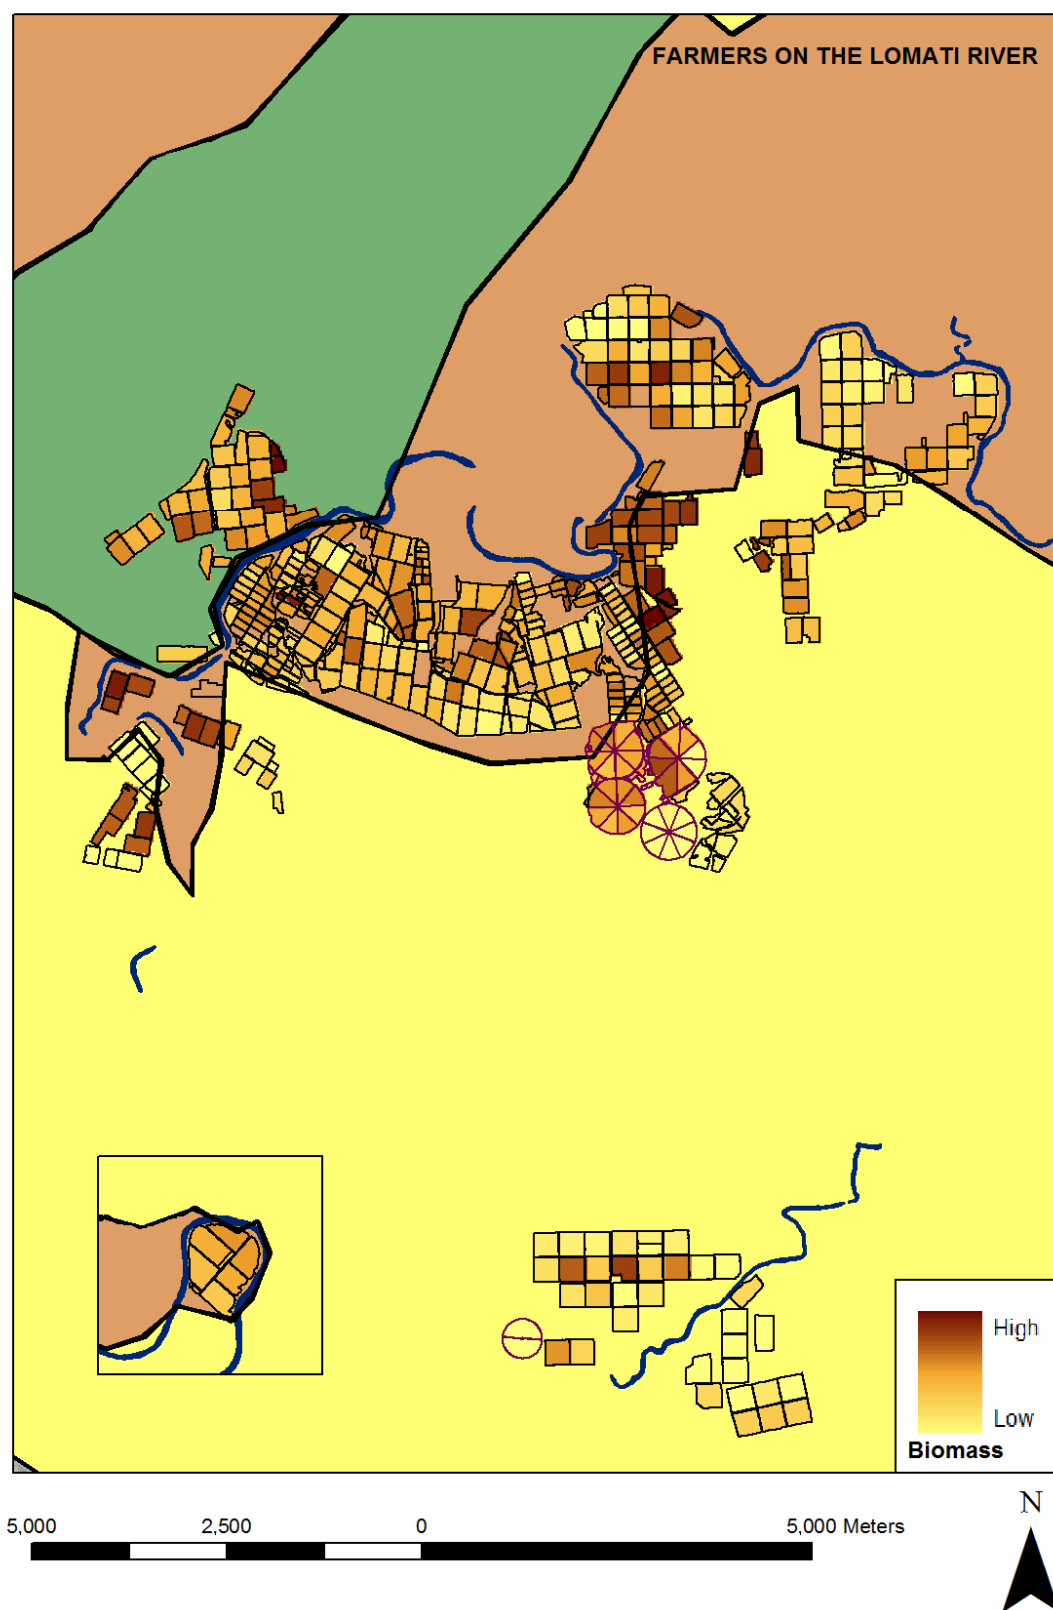 FARMERS ON THE LOMATI RIVER
High
Low
Biomass
N
5,000 2,500 0 5,000 Meters